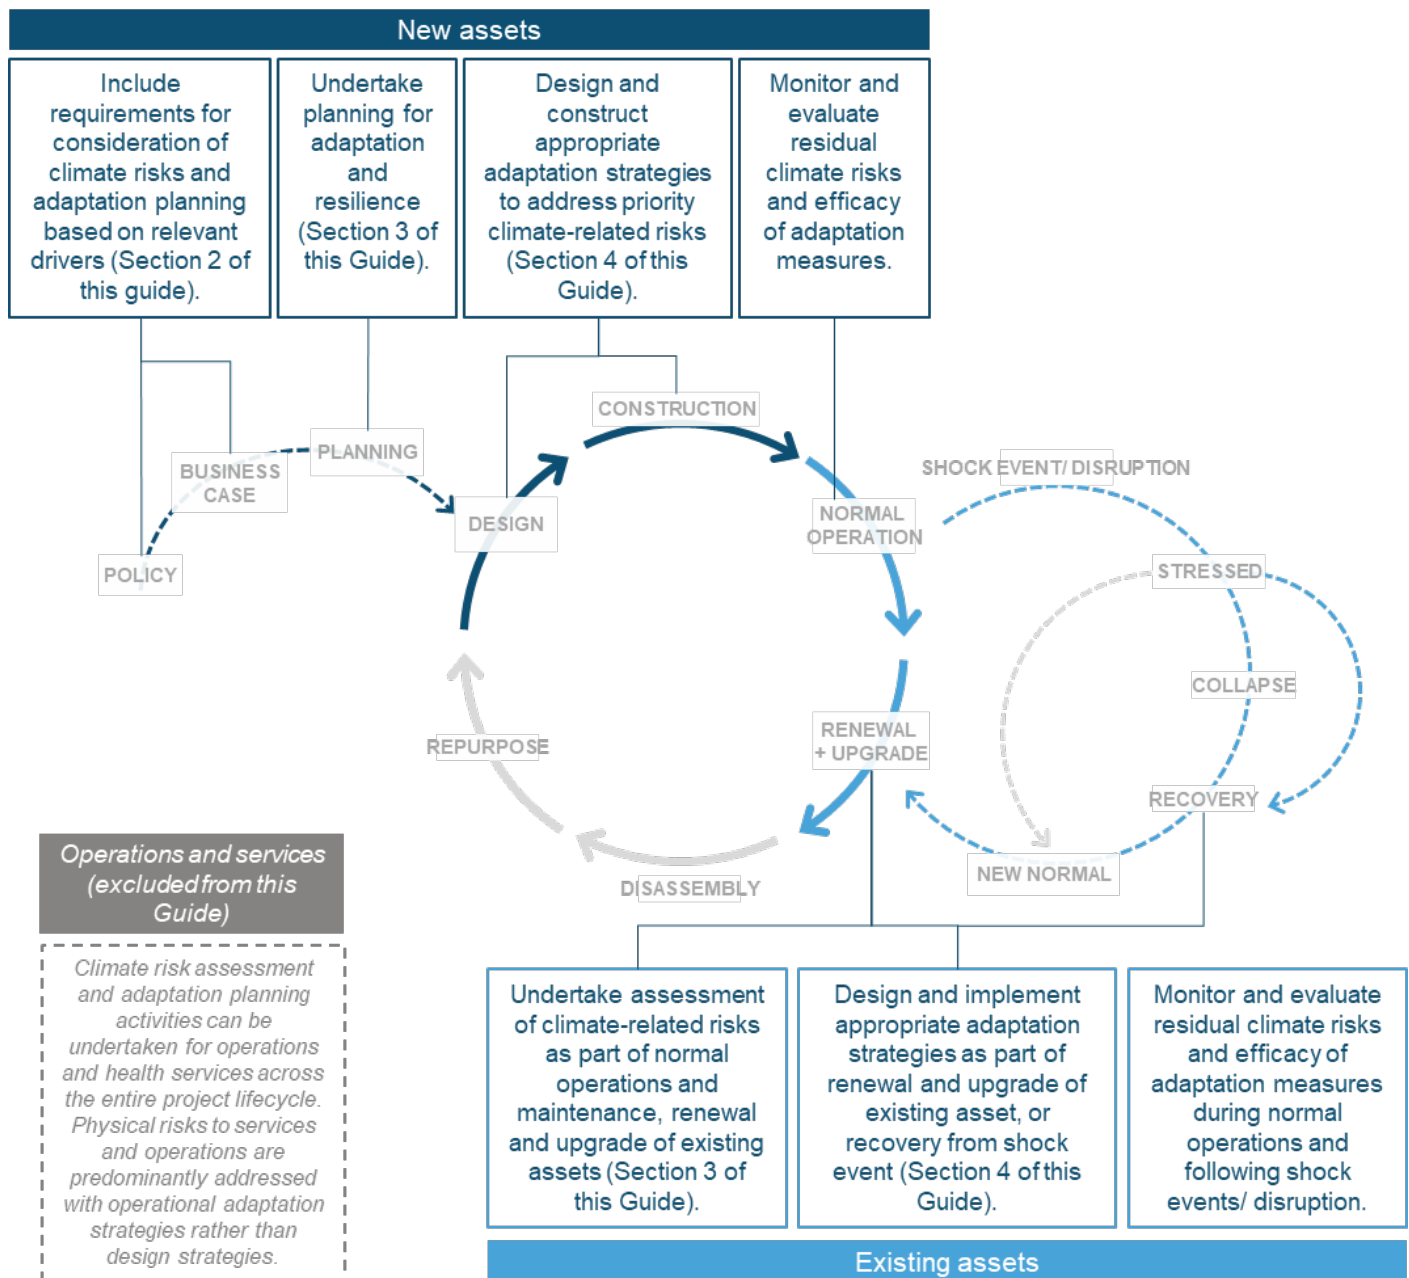 New assets
Include
requirements for
consideration of
climate risks and
adaptation planning
based on relevant
drivers (Section 2 of
this guide).
Undertake
planning for
adaptation
and
resilience
(Section 3 of
this Guide).
Design and
construct
appropriate
adaptation strategies
to address priority
climate-related risks
(Section 4 of this
Guide).
Monitor and
evaluate
residual
climate risks
and efficacy
of adaptation
measures.
CONSTRUCTION
PLANNING
BUSINESS
CASE
POLICY
DESIGN
NORMAL
OPERATION
SHOCK EVENT/ DISRUPTION
STRESSED
COLLAPSE
RECOVERY
NEW NORMAL
RENEWAL
+ UPGRADE
REPURPOSE
DISASSEMBLY
Operations and services
(excluded from this
Guide)
Climate risk assessment
and adaptation planning
activities can be
undertaken for operations
and health services across
the entire project lifecycle.
Physical risks to services
and operations are
predominantly addressed
with operational adaptation
strategies rather than
design strategies.
Undertake assessment
of climate-related risks
as part of normal
operations and
maintenance, renewal
and upgrade of existing
assets (Section 3 of
this Guide).
Design and implement
appropriate adaptation
strategies as part of
renewal and upgrade of
existing asset, or
recovery from shock
event (Section 4 of this
Guide).
Monitor and evaluate
residual climate risks
and efficacy of
adaptation measures
during normal
operations and
following shock
events/ disruption.
Existing assets